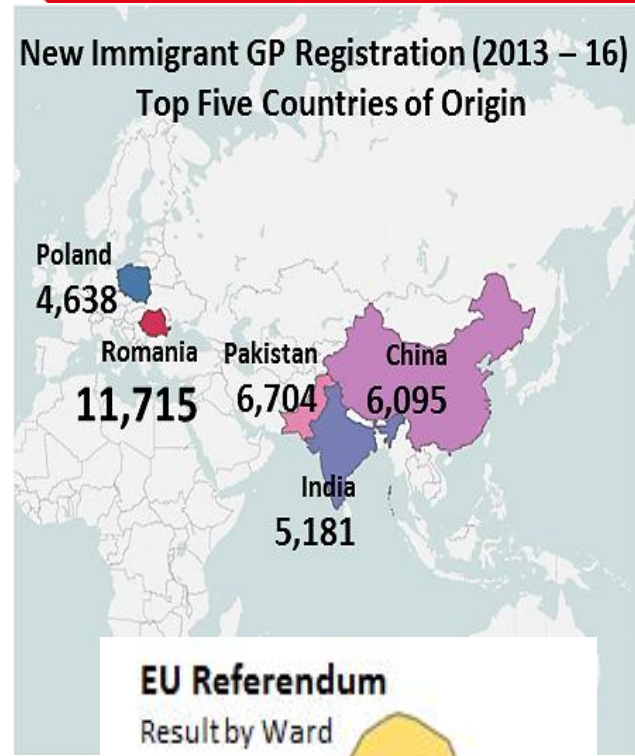 New Immigrant GP Registration (2013 – 16)
Top Five Countries of Origin
Poland
4,638
Romania
11,715
Pakistan
6,704
China
6,095
India
5,181
EU Referendum
Result by Ward